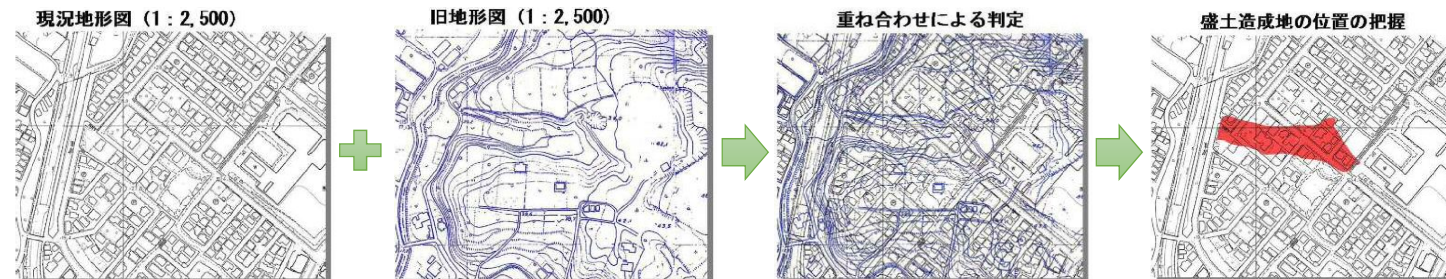 現況地形図（1：2,500）
旧地形図（1：2,500）
重ね合わせによる判定
盛土造成地の位置の把握